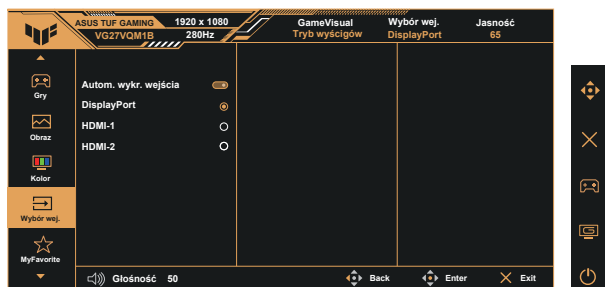 ASUS TUF GAMING 1920 x 1080 GameVisual Wybór wej. Jasność
VG27VQM1B 280Hz Tryb wyścigów DisplayPort 65
Gry
Obraz
Kolor
Wybór wej.
MyFavorite
Autom. wykr. wejścia
DisplayPort
HDMI-1
HDMI-2
Głośność 50 Back Enter Exit